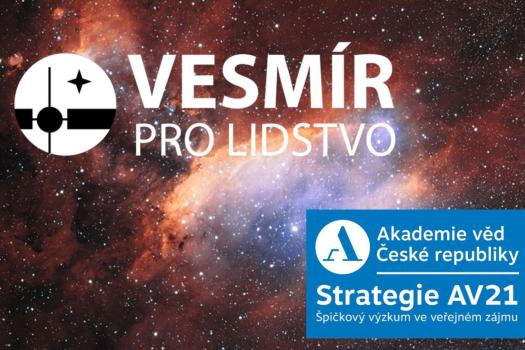 VESMÍR
PRO LIDSTVO
Akademie věd
České republiky
Strategie AV21
Špičkový výzkum ve veřejném zájmu